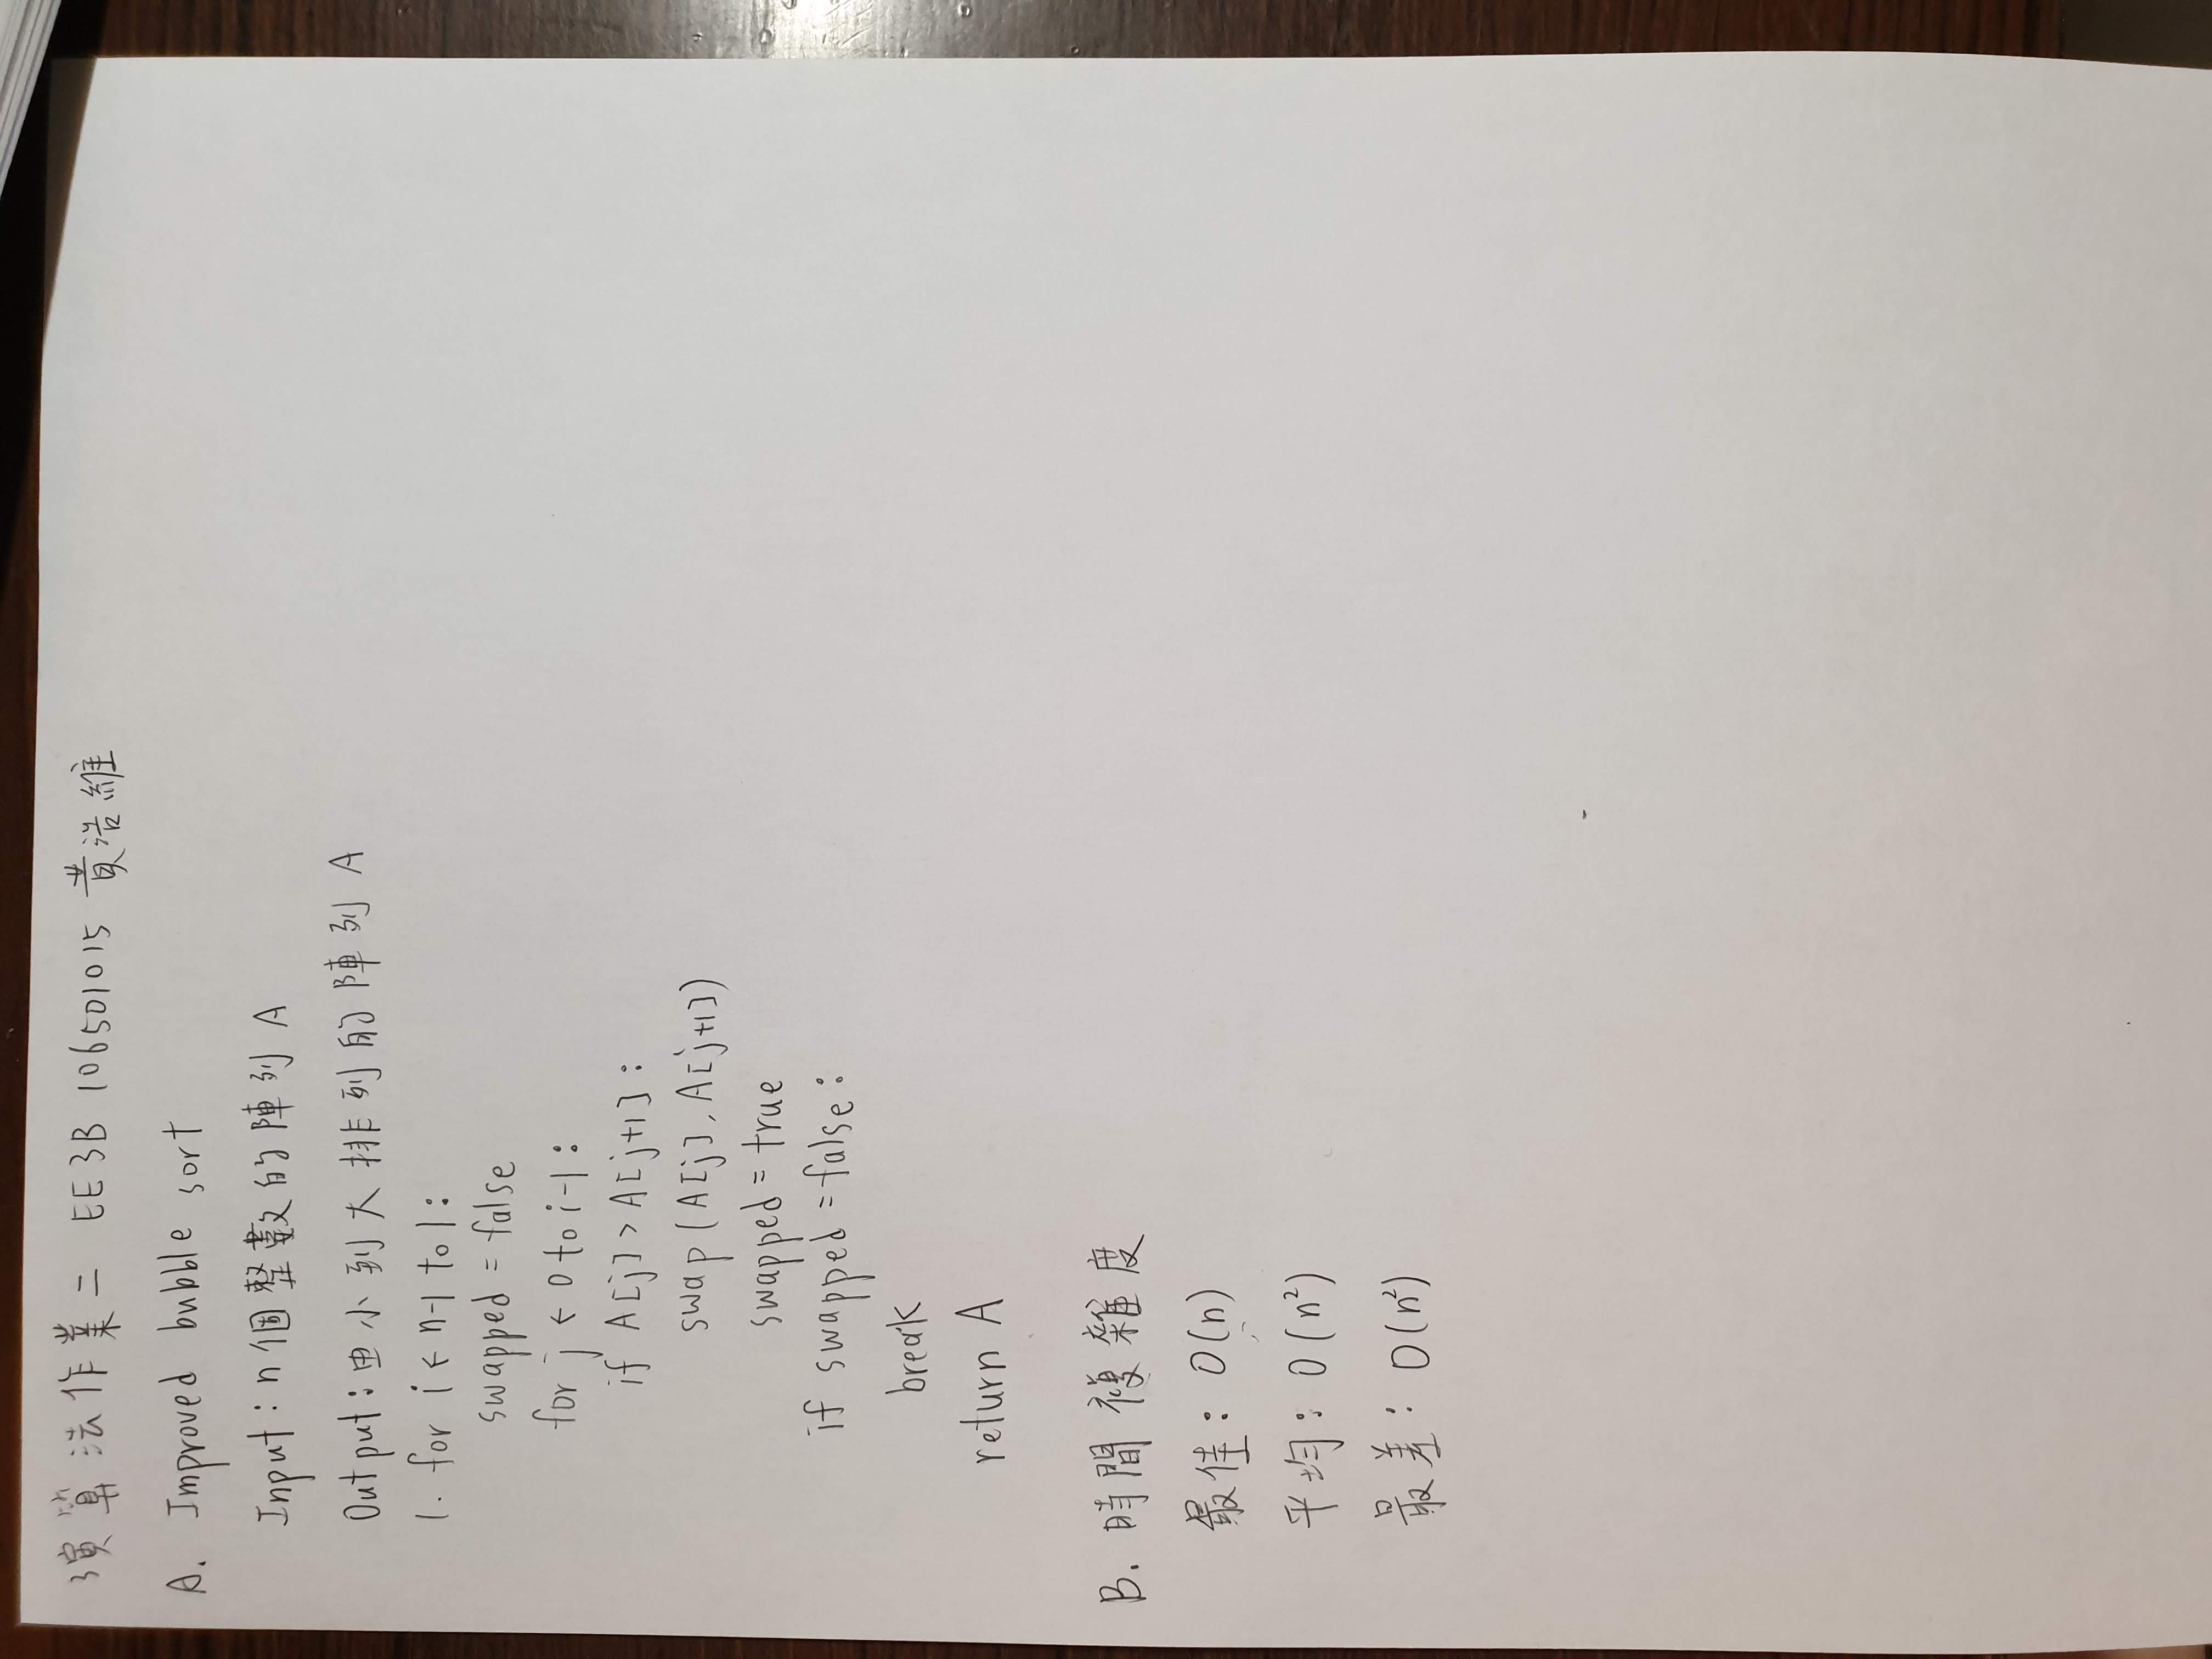 演算法作業二 EE3B 106501015 黃浩維
A. Improved bubble sort
Input: n個整數的陣列 A
Output: 由小到大排列的陣列 A
1. for i ← n-1 to 1:
swapped = false
for j ← 0 to i-1:
if A[j] > A[j+1]:
swap(A[j], A[j+1])
swapped = true
if swapped = false:
break
return A
B. 時間複雜度
最佳: O(n)
平均: O(n²)
最差: O(n²)